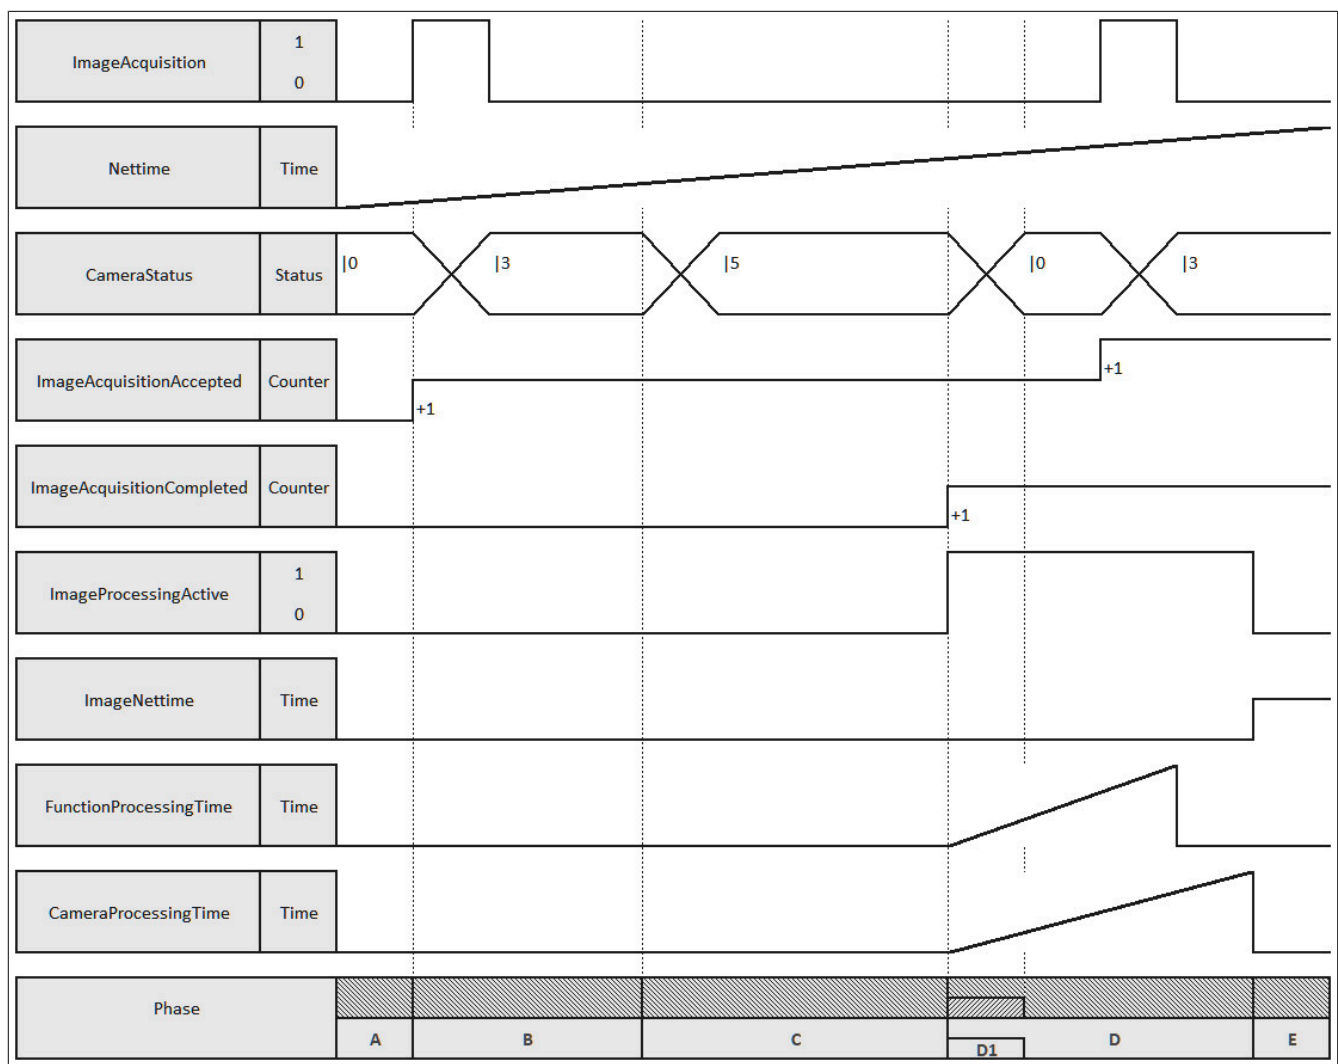 ImageAcquisition
1
0
Nettime
Time
CameraStatus
Status
|0
|3
|5
|0
|3
ImageAcquisitionAccepted
Counter
+1
+1
ImageAcquisitionCompleted
Counter
+1
ImageProcessingActive
1
0
ImageNettime
Time
FunctionProcessingTime
Time
CameraProcessingTime
Time
Phase
A
B
C
D1
D
E